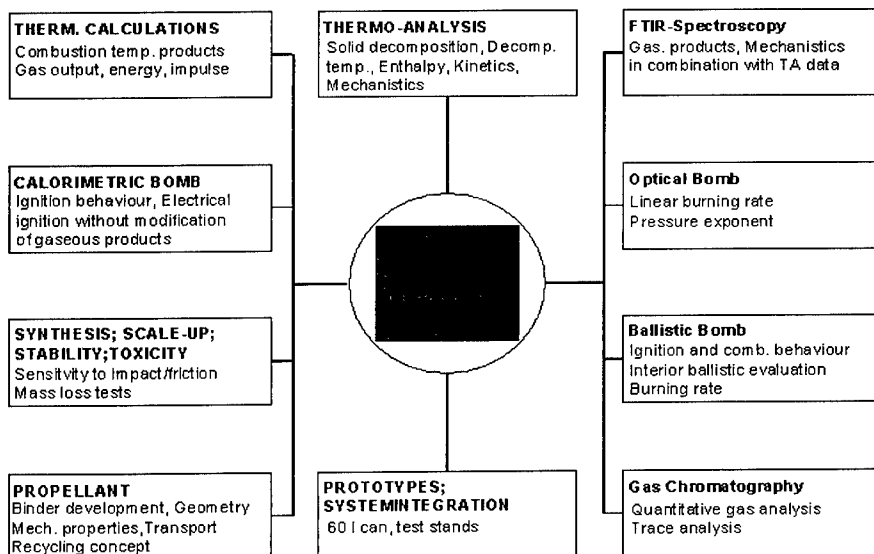 THERM. CALCULATIONS
Combustion temp. products
Gas output, energy, impulse
THERMO-ANALYSIS
Solid decomposition, Decomp.
temp., Enthalpy, Kinetics,
Mechanistics
FTIR-Spectroscopy
Gas. products, Mechanistics
in combination with TA data
CALORIMETRIC BOMB
Ignition behaviour, Electrical
ignition without modification
of gaseous products
Optical Bomb
Linear burning rate
Pressure exponent
SYNTHESIS; SCALE-UP;
STABILITY;TOXICITY
Sensitivity to Impact/friction
Mass loss tests
Ballistic Bomb
Ignition and comb. behaviour
Interior ballistic evaluation
Burning rate
PROPELLANT
Binder development, Geometry
Mech. properties,Transport
Recycling concept
PROTOTYPES;
SYSTEMINTEGRATION
60 l can, test stands
Gas Chromatography
Quantitative gas analysis
Trace analysis